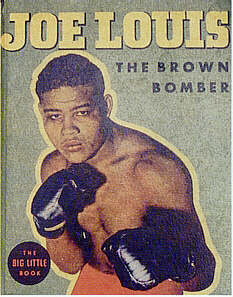 JOE LOUIS
THE BROWN
BOMBER
THE
BIG LITTLE
BOOK